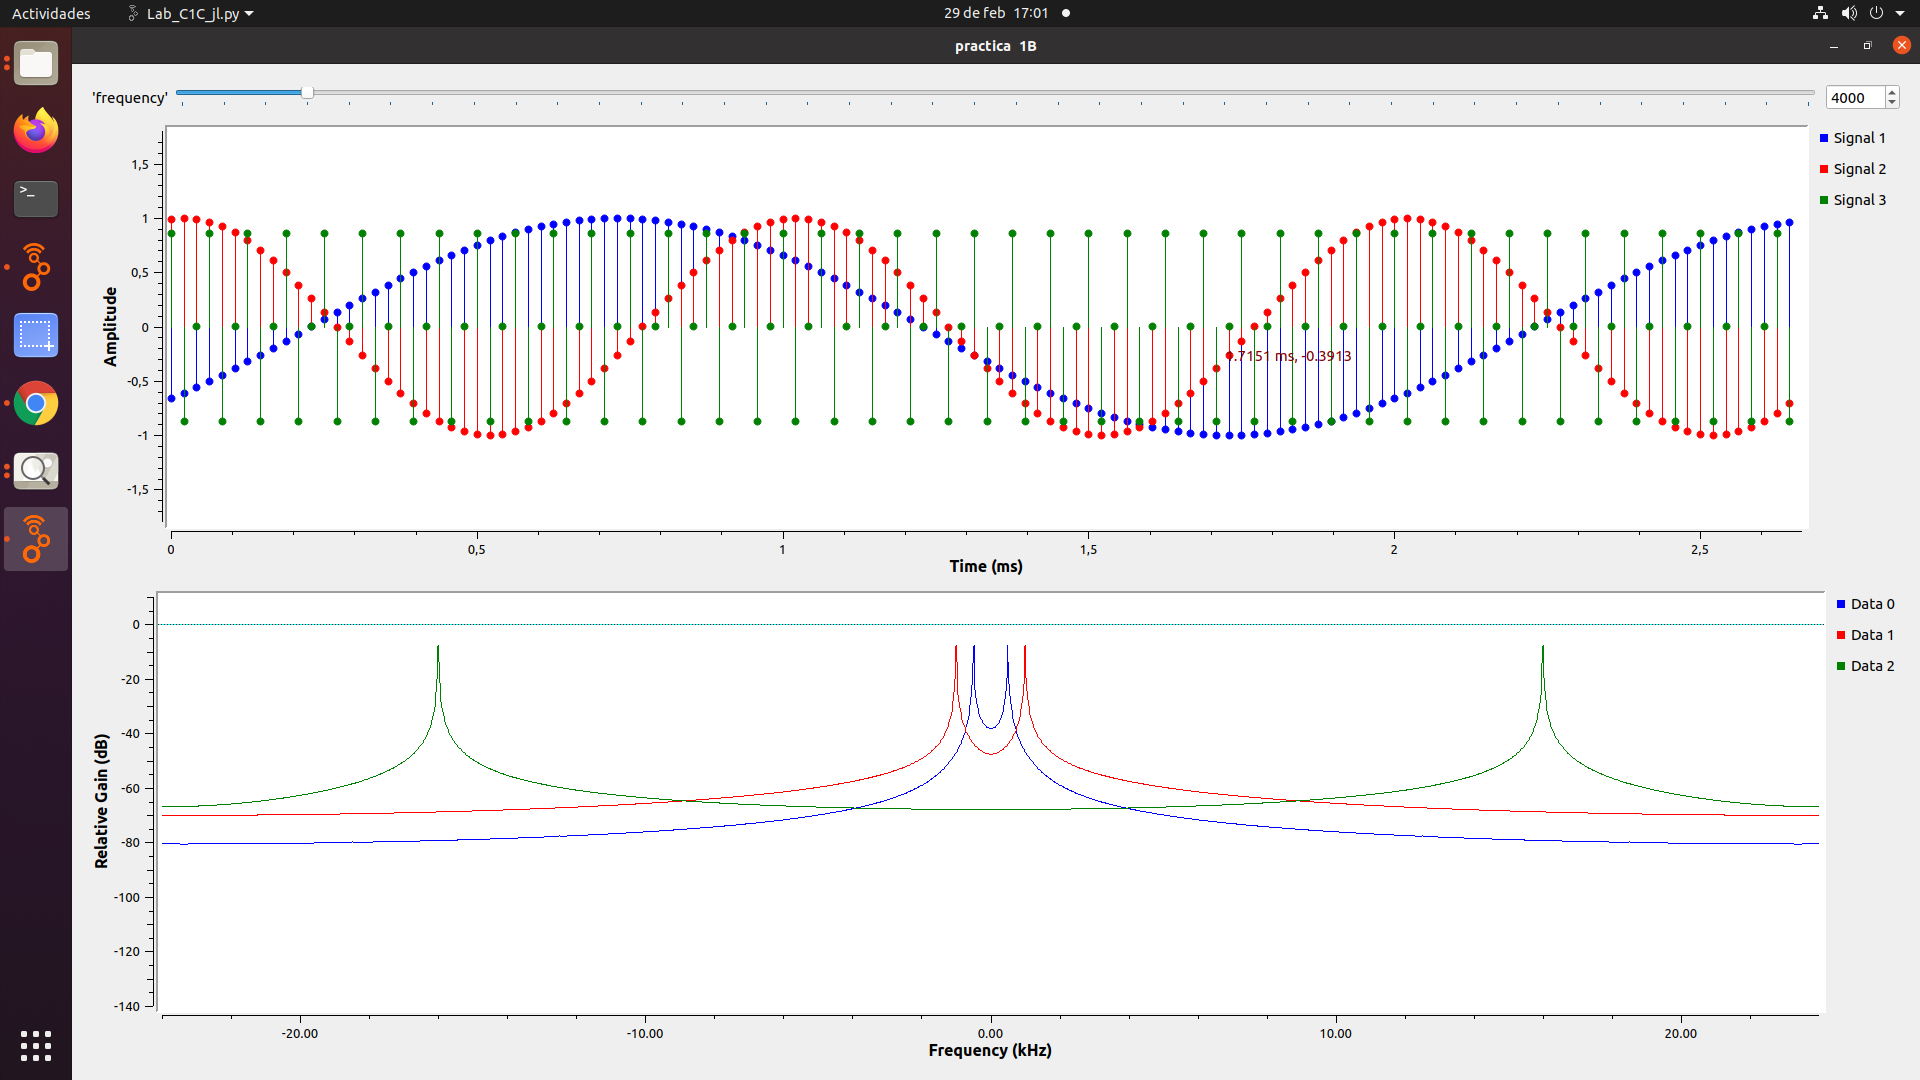 Actividades
Lab_C1C_jl.py
29 de feb 17:01
practica 1B
'frequency'
4000
Signal 1
Signal 2
Signal 3
1,5
1
0,5
0
-0,5
-1
-1,5
Amplitude
ms, -0.3913
0
0,5
1
1,5
2
2,5
Time (ms)
Data 0
Data 1
Data 2
0
-20
-40
-60
-80
-100
-120
-140
Relative Gain (dB)
-20.00
-10.00
0.00
10.00
20.00
Frequency (kHz)